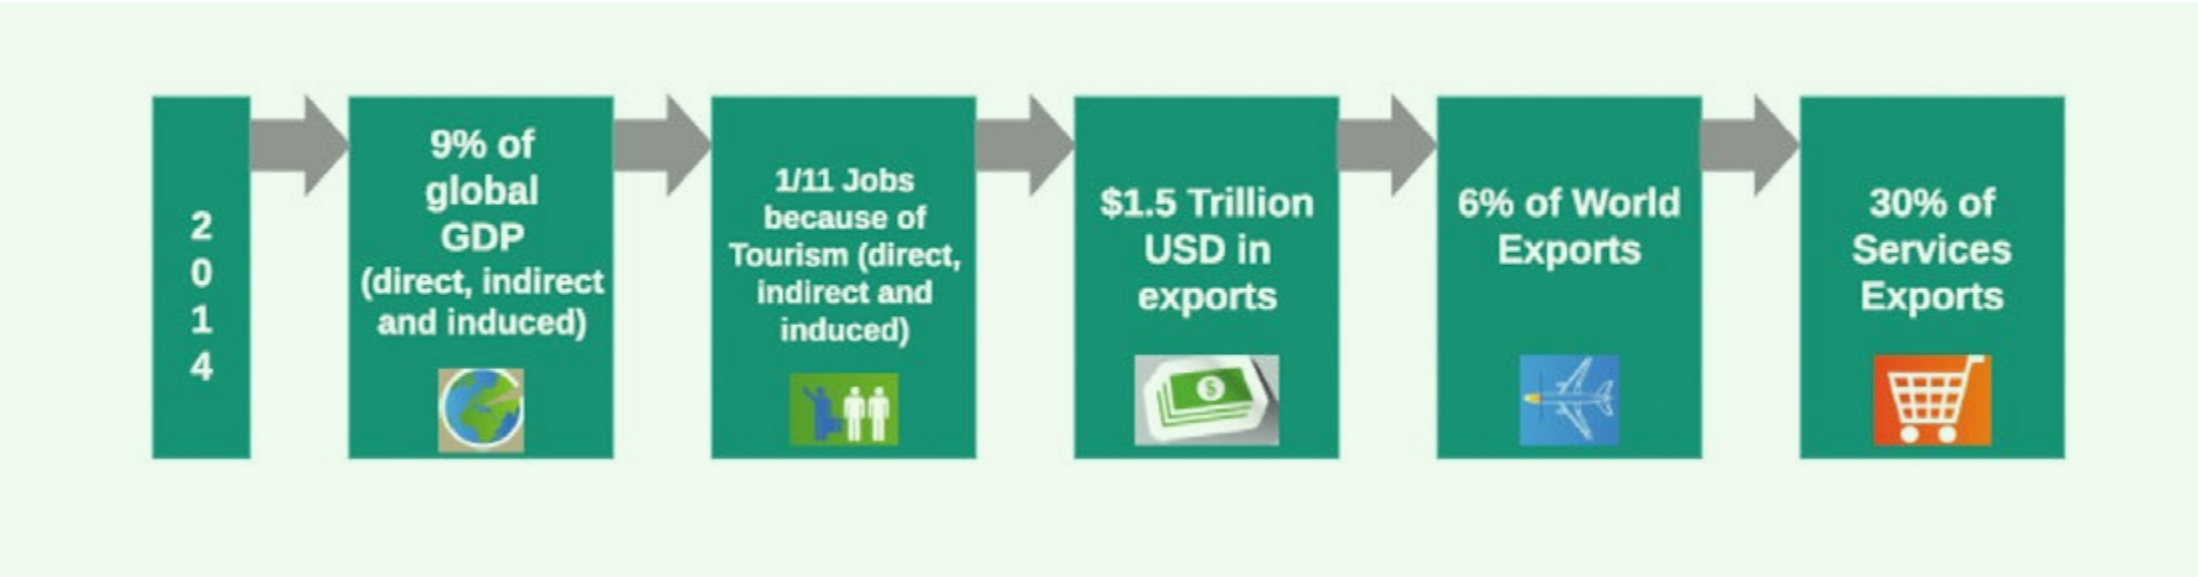 2
0
1
4
9% of
global
GDP
(direct, indirect
and induced)
1/11 Jobs
because of
Tourism (direct,
indirect and
induced)
$1.5 Trillion
USD in
exports
$
6% of World
Exports
30% of
Services
Exports